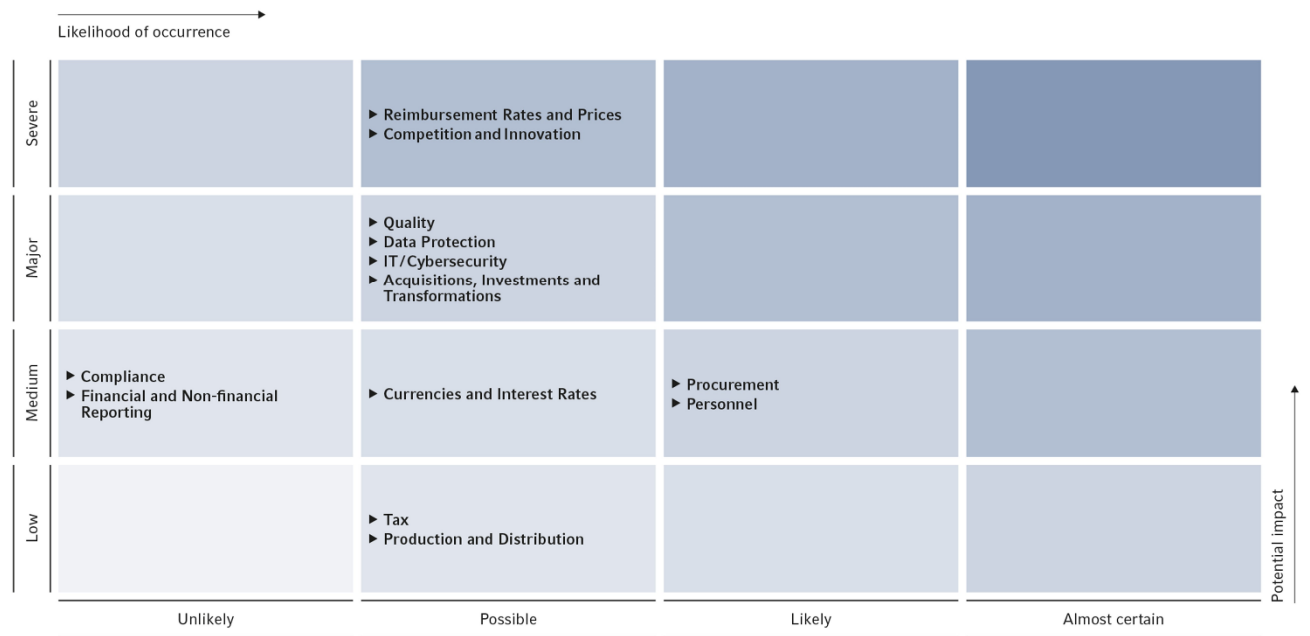 Likelihood of occurrence
Severe
▶ Reimbursement Rates and Prices
▶ Competition and Innovation
Major
▶ Quality
▶ Data Protection
▶ IT/Cybersecurity
▶ Acquisitions, Investments and
Transformations
Medium
▶ Compliance
▶ Financial and Non-financial
Reporting
▶ Currencies and Interest Rates
▶ Procurement
▶ Personnel
Low
▶ Tax
▶ Production and Distribution
Potential impact
Unlikely
Possible
Likely
Almost certain